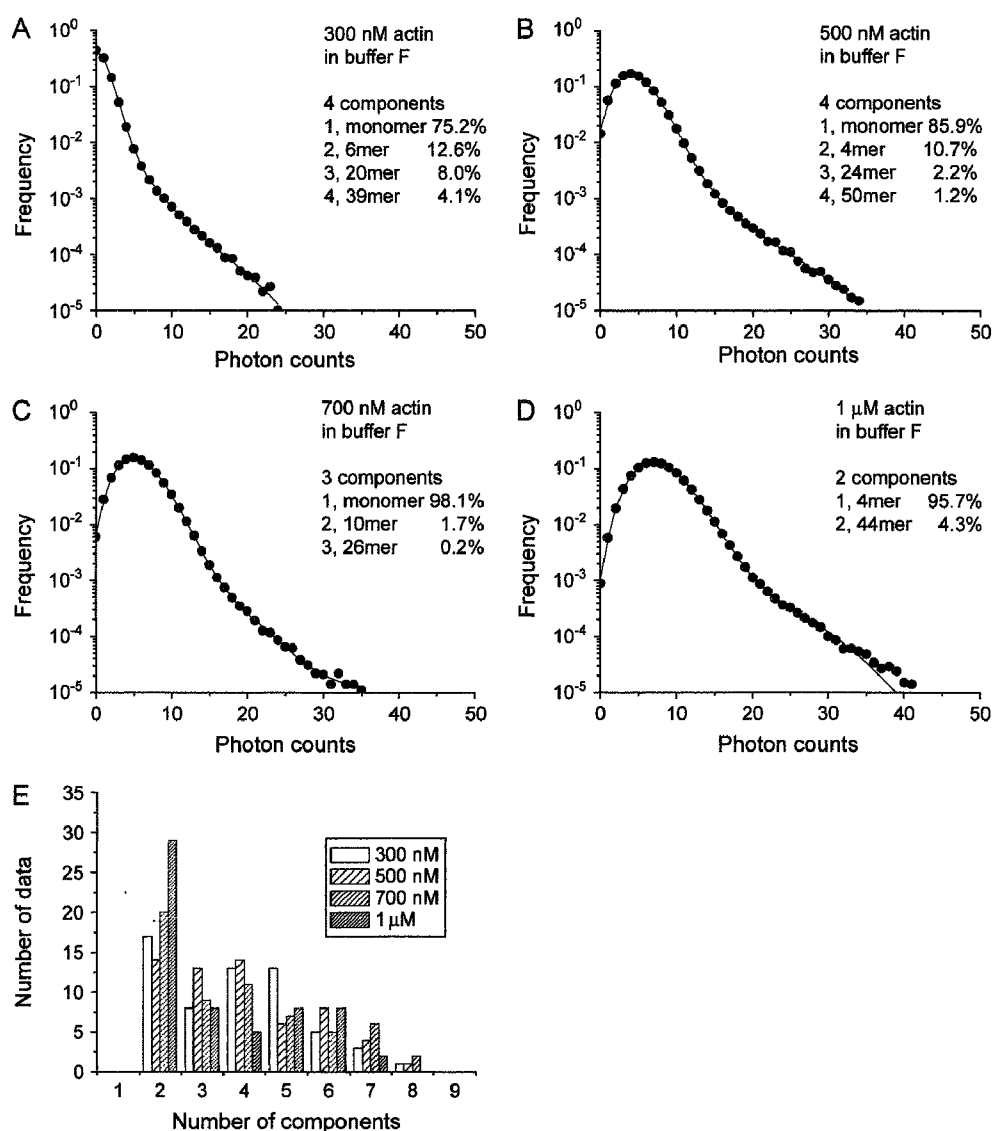 A
300 nM actin
in buffer F
4 components
1, monomer 75.2%
2, 6mer 12.6%
3, 20mer 8.0%
4, 39mer 4.1%
Frequency
10^0
10^-1
10^-2
10^-3
10^-4
10^-5
0 10 20 30 40 50
Photon counts
B
500 nM actin
in buffer F
4 components
1, monomer 85.9%
2, 4mer 10.7%
3, 24mer 2.2%
4, 50mer 1.2%
Frequency
10^0
10^-1
10^-2
10^-3
10^-4
10^-5
0 10 20 30 40 50
Photon counts
C
700 nM actin
in buffer F
3 components
1, monomer 98.1%
2, 10mer 1.7%
3, 26mer 0.2%
Frequency
10^0
10^-1
10^-2
10^-3
10^-4
10^-5
0 10 20 30 40 50
Photon counts
D
1 μM actin
in buffer F
2 components
1, 4mer 95.7%
2, 44mer 4.3%
Frequency
10^0
10^-1
10^-2
10^-3
10^-4
10^-5
0 10 20 30 40 50
Photon counts
E
Number of data
35
30
25
20
15
10
5
0
300 nM
500 nM
700 nM
1 μM
1 2 3 4 5 6 7 8 9
Number of components